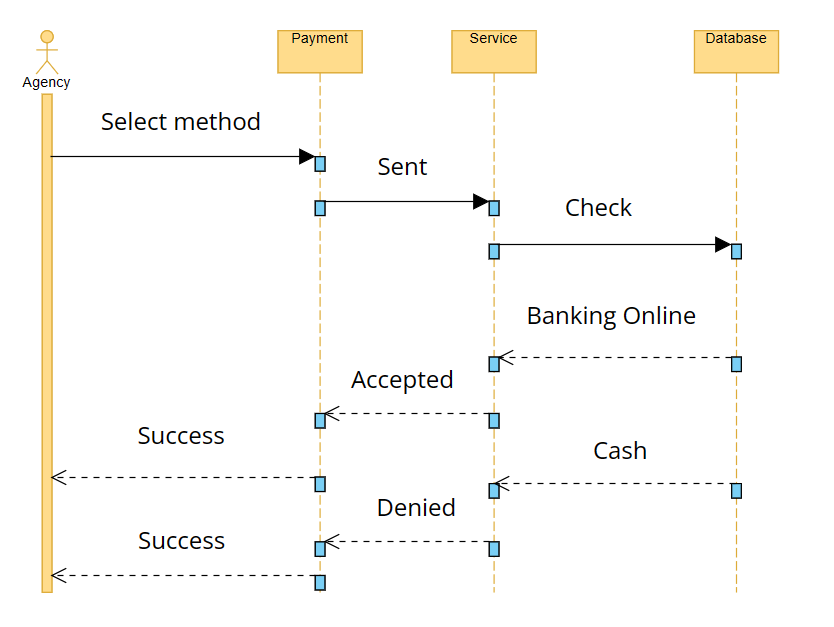 Payment
Service
Database
Agency
Select method
Sent
Check
Banking Online
Accepted
Success
Cash
Denied
Success